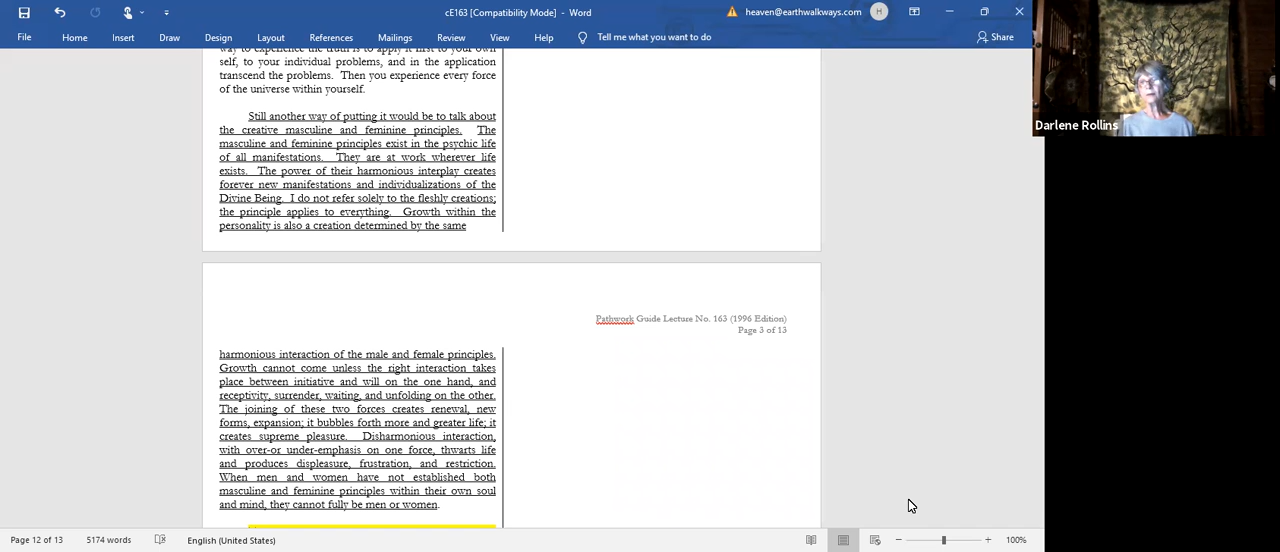 cE163 [Compatibility Mode] - Word
heaven@earthwalkways.com
H
File Home Insert Draw Design Layout References Mailings Review View Help Tell me what you want to do
Share
Darlene Rollins
way to experience the truth is to apply it first to your own
self, to your individual problems, and in the application
transcend the problems. Then you experience every force
of the universe within yourself.
Still another way of putting it would be to talk about
the creative masculine and feminine principles. The
masculine and feminine principles exist in the psychic life
of all manifestations. They are at work wherever life
exists. The power of their harmonious interplay creates
forever new manifestations and individualizations of the
Divine Being. I do not refer solely to the fleshly creations;
the principle applies to everything. Growth within the
personality is also a creation determined by the same
Pathwork Guide Lecture No. 163 (1996 Edition)
Page 3 of 13
harmonious interaction of the male and female principles.
Growth cannot come unless the right interaction takes
place between initiative and will on the one hand, and
receptivity, surrender, waiting, and unfolding on the other.
The joining of these two forces creates renewal, new
forms, expansion; it bubbles forth more and greater life; it
creates supreme pleasure. Disharmonious interaction,
with over-or under-emphasis on one force, thwarts life
and produces displeasure, frustration, and restriction.
When men and women have not established both
masculine and feminine principles within their own soul
and mind, they cannot fully be men or women.
Page 12 of 13 5174 words English (United States) 100%